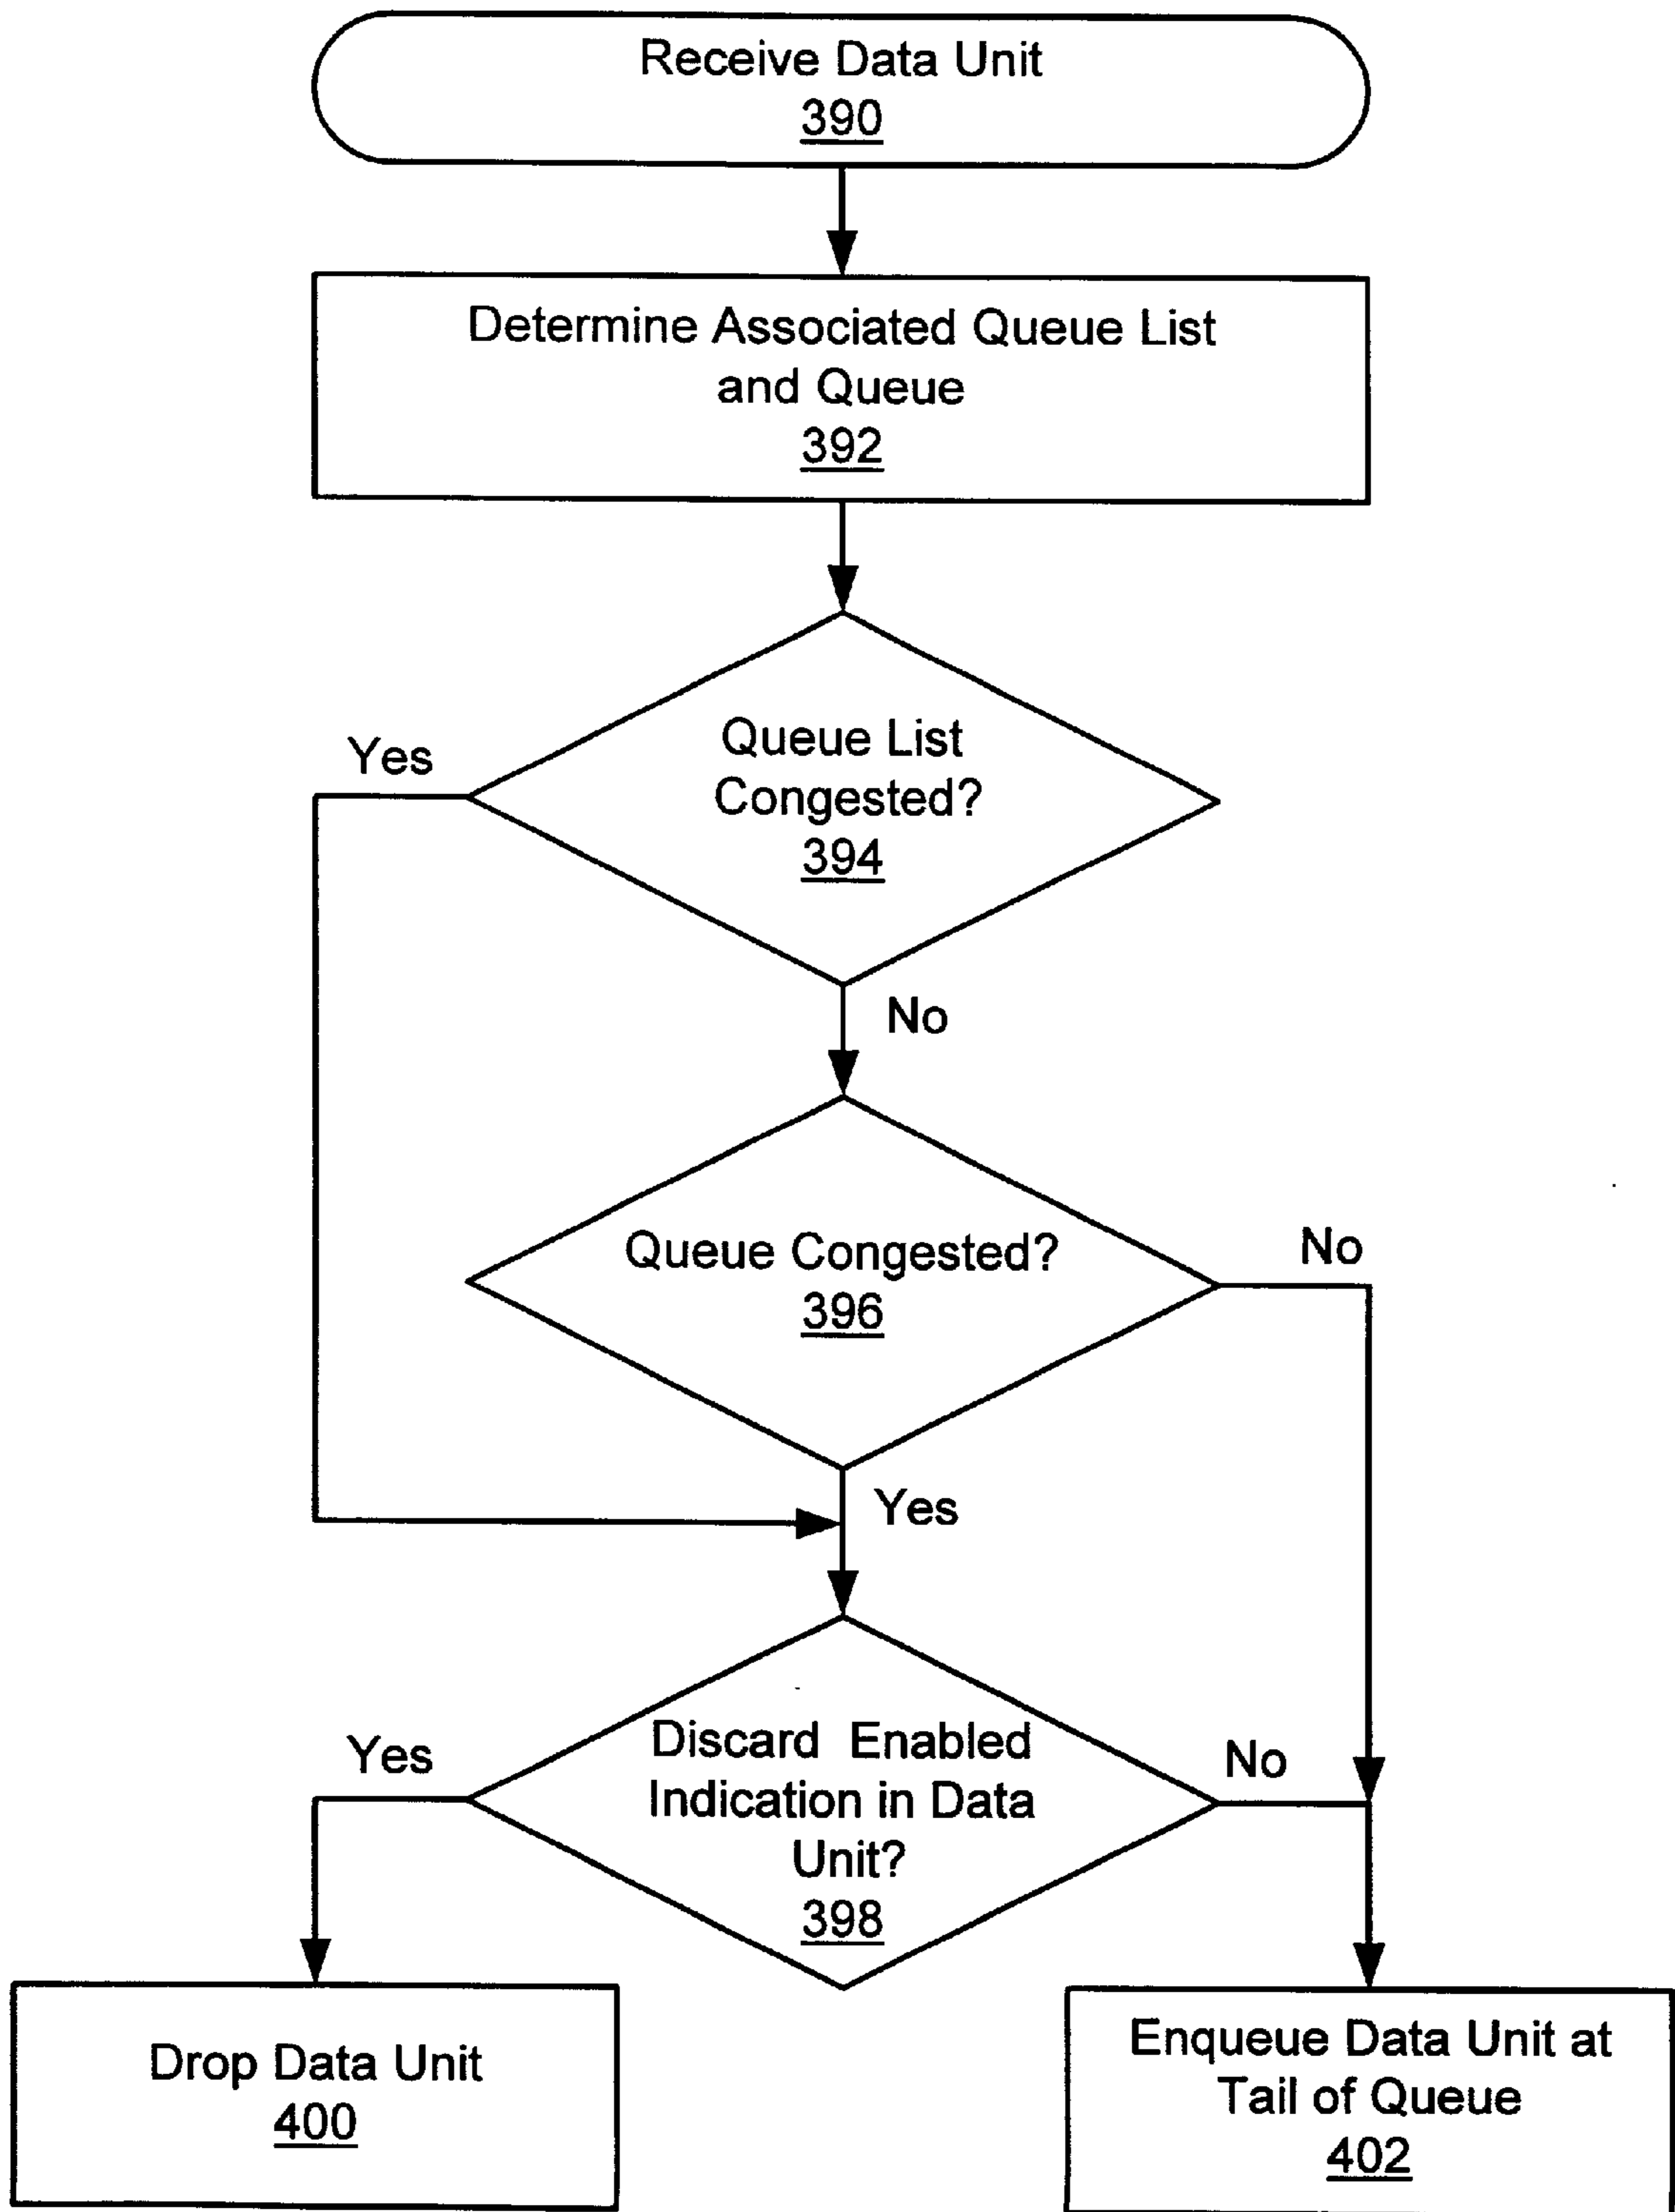 Receive Data Unit
390
Determine Associated Queue List
and Queue
392
Queue List
Congested?
394
Yes
No
Queue Congested?
396
No
Yes
Discard Enabled
Indication in Data
Unit?
398
Yes
No
Drop Data Unit
400
Enqueue Data Unit at
Tail of Queue
402